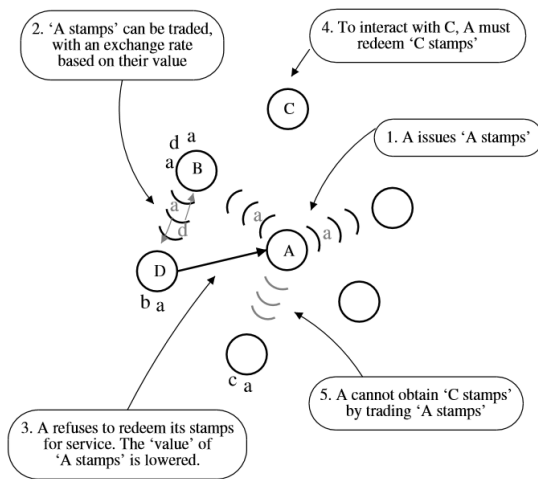 2. ‘A stamps’ can be traded,
with an exchange rate
based on their value
4. To interact with C, A must
redeem ‘C stamps’
C
1. A issues ‘A stamps’
d a
a
B
a
d
a
a
A
D
b a
c a
3. A refuses to redeem its stamps
for service. The ‘value’ of
‘A stamps’ is lowered.
5. A cannot obtain ‘C stamps’
by trading ‘A stamps’